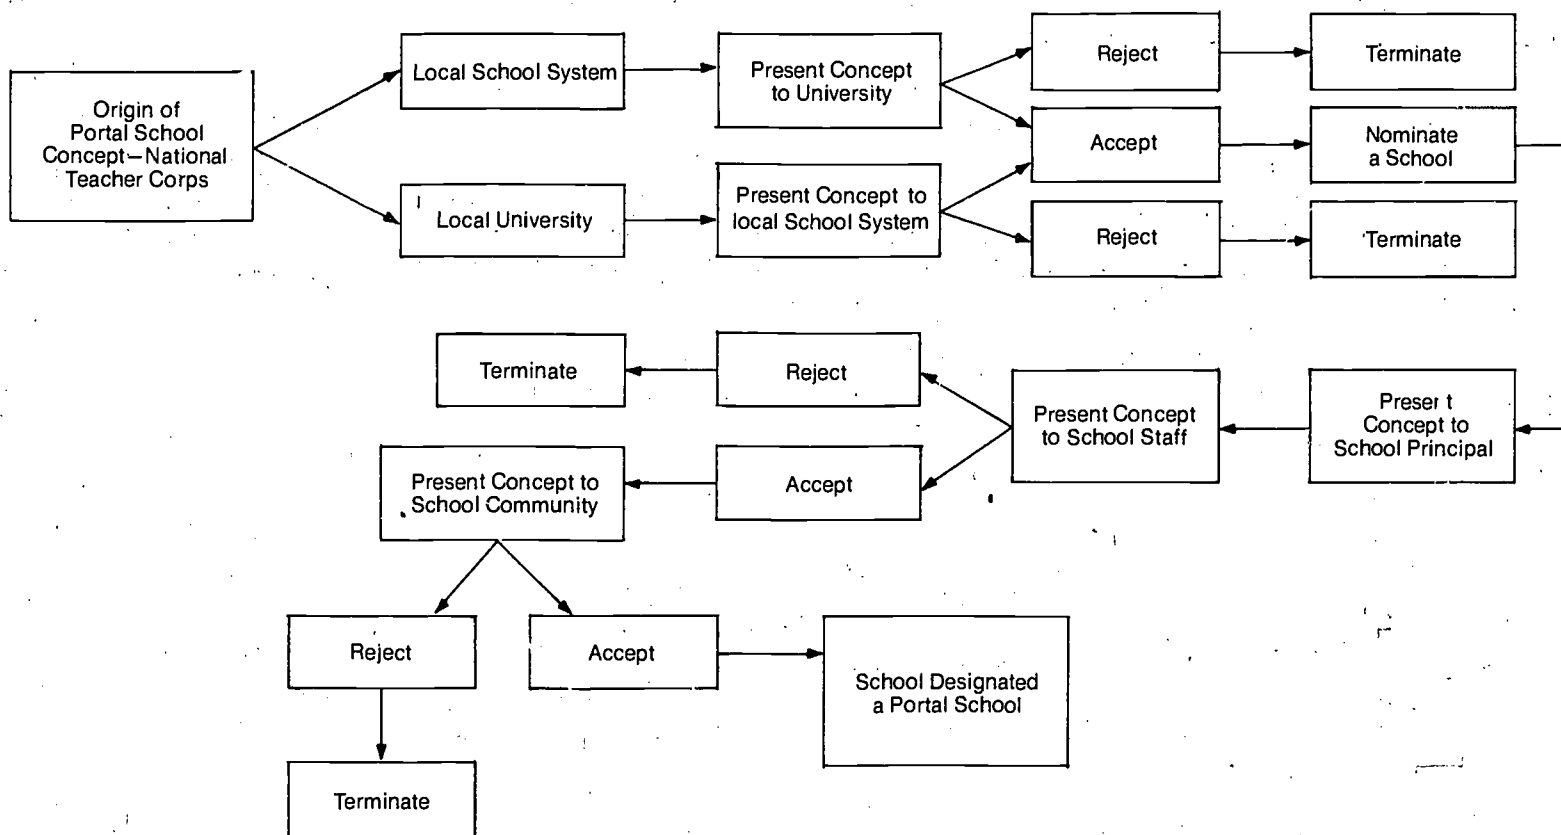 Origin of
Portal School
Concept—National
Teacher Corps
Local School System
Present Concept
to University
Reject
Terminate
Accept
Nominate
a School
Local University
Present Concept to
local School System
Reject
Terminate
Terminate
Reject
Present Concept
to School Staff
Preser t
Concept to
School Principal
Present Concept to
School Community
Accept
Reject
Accept
School Designated
a Portal School
Terminate